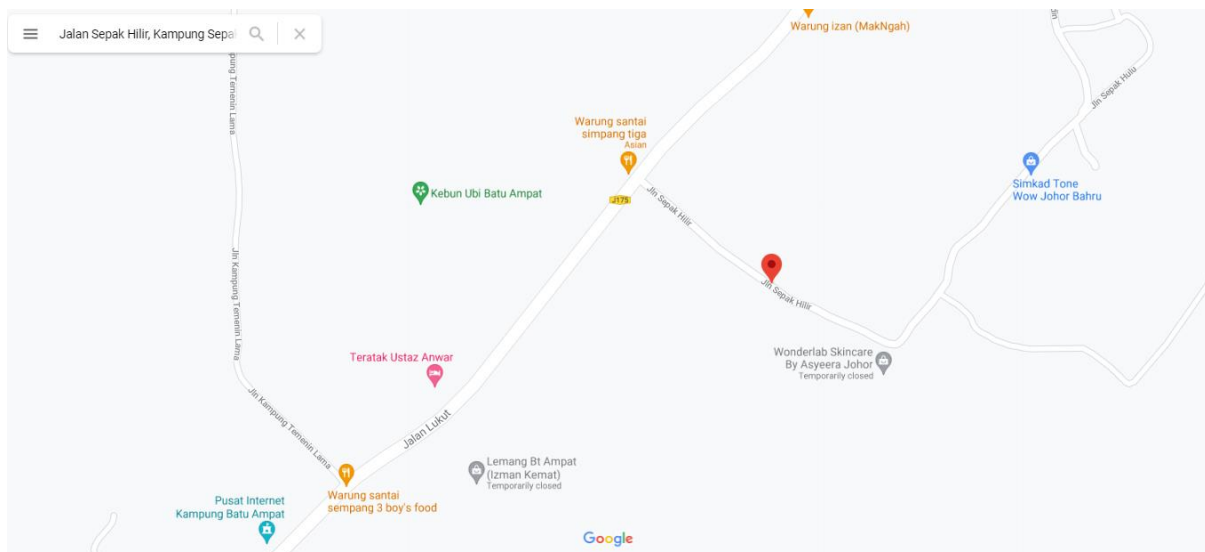 Jalan Sepak Hilir, Kampung Sepa
Warung izan (MakNgah)
Jln Kampung Temenin Lama
Jln Sepak Hulu
Warung santai
simpang tiga
Asian
Simkad Tone
Wow Johor Bahru
Kebun Ubi Batu Ampat
J175
Jln Sepak Hilir
Jln Sepak Hilir
Jln Kampung Temenin Lama
Wonderlab Skincare
By Asyeera Johor
Temporarily closed
Teratak Ustaz Anwar
Jln Kampung Temenin Lama
Jalan Lukut
Lemang Bt Ampat
(Izman Kemat)
Temporarily closed
Warung santai
sempang 3 boy's food
Pusat Internet
Kampung Batu Ampat
Google